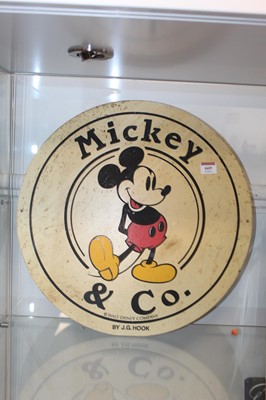 Mickey
& Co.
© WALT DISNEY COMPANY
BY J.G. HOOK